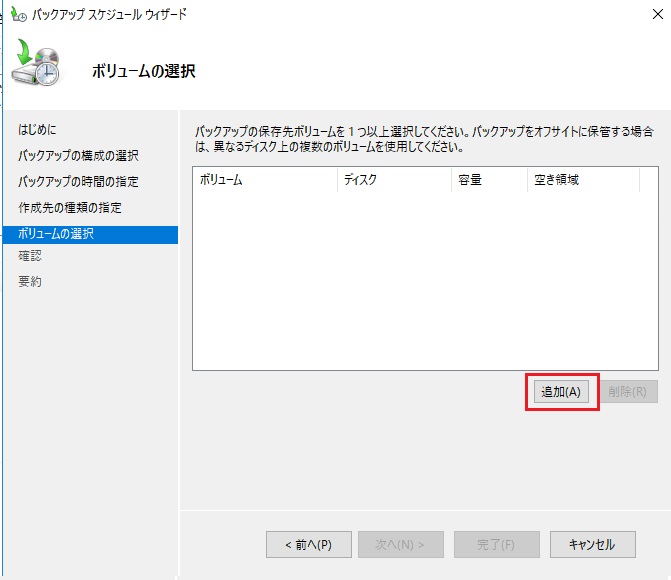 バックアップ スケジュール ウィザード
ボリュームの選択
はじめに
バックアップの構成の選択
バックアップの時間の指定
作成先の種類の指定
ボリュームの選択
確認
要約
バックアップの保存先ボリュームを 1 つ以上選択してください。バックアップをオフサイトに保管する場合
は、異なるディスク上の複数のボリュームを使用してください。
ボリューム ディスク 容量 空き領域
追加(A) 削除(R)
< 前へ(P) 次へ(N) > 完了(F) キャンセル